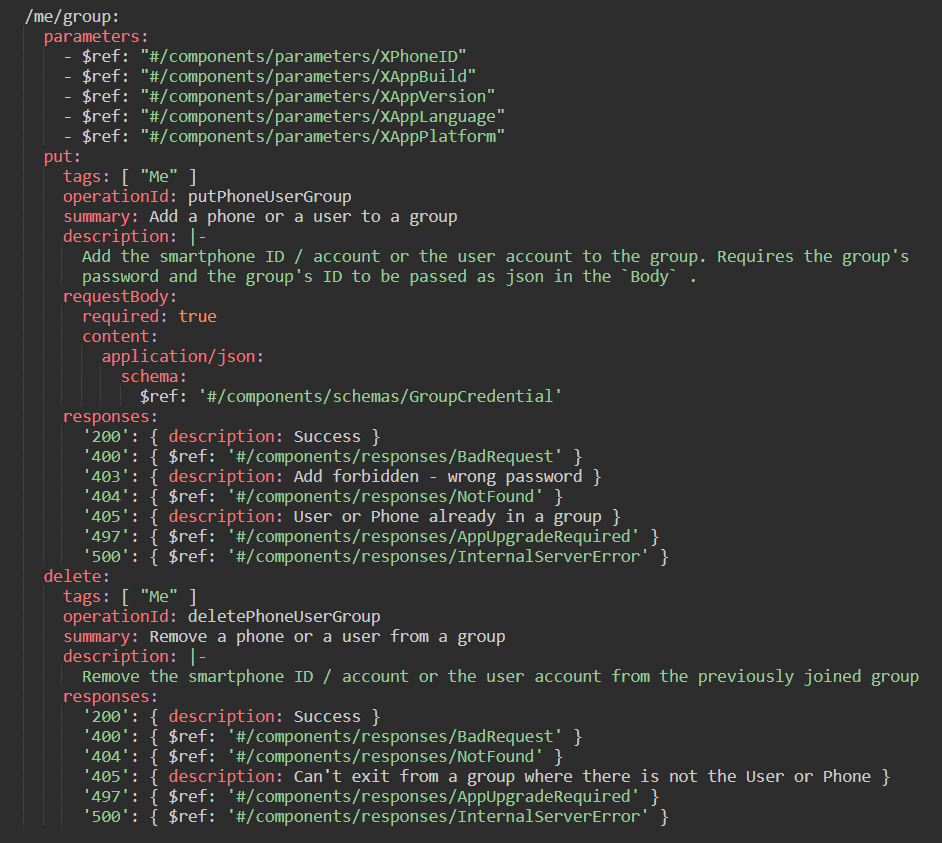 /me/group:
  parameters:
    - $ref: "#/components/parameters/XPhoneID"
    - $ref: "#/components/parameters/XAppBuild"
    - $ref: "#/components/parameters/XAppVersion"
    - $ref: "#/components/parameters/XAppLanguage"
    - $ref: "#/components/parameters/XAppPlatform"
  put:
    tags: [ "Me" ]
    operationId: putPhoneUserGroup
    summary: Add a phone or a user to a group
    description: |-
      Add the smartphone ID / account or the user account to the group. Requires the group's
      password and the group's ID to be passed as json in the `Body` .
    requestBody:
      required: true
      content:
        application/json:
          schema:
            $ref: '#/components/schemas/GroupCredential'
    responses:
      '200': { description: Success }
      '400': { $ref: '#/components/responses/BadRequest' }
      '403': { description: Add forbidden - wrong password }
      '404': { $ref: '#/components/responses/NotFound' }
      '405': { description: User or Phone already in a group }
      '497': { $ref: '#/components/responses/AppUpgradeRequired' }
      '500': { $ref: '#/components/responses/InternalServerError' }
  delete:
    tags: [ "Me" ]
    operationId: deletePhoneUserGroup
    summary: Remove a phone or a user from a group
    description: |-
      Remove the smartphone ID / account or the user account from the previously joined group
    responses:
      '200': { description: Success }
      '400': { $ref: '#/components/responses/BadRequest' }
      '404': { $ref: '#/components/responses/NotFound' }
      '405': { description: Can't exit from a group where there is not the User or Phone }
      '497': { $ref: '#/components/responses/AppUpgradeRequired' }
      '500': { $ref: '#/components/responses/InternalServerError' }